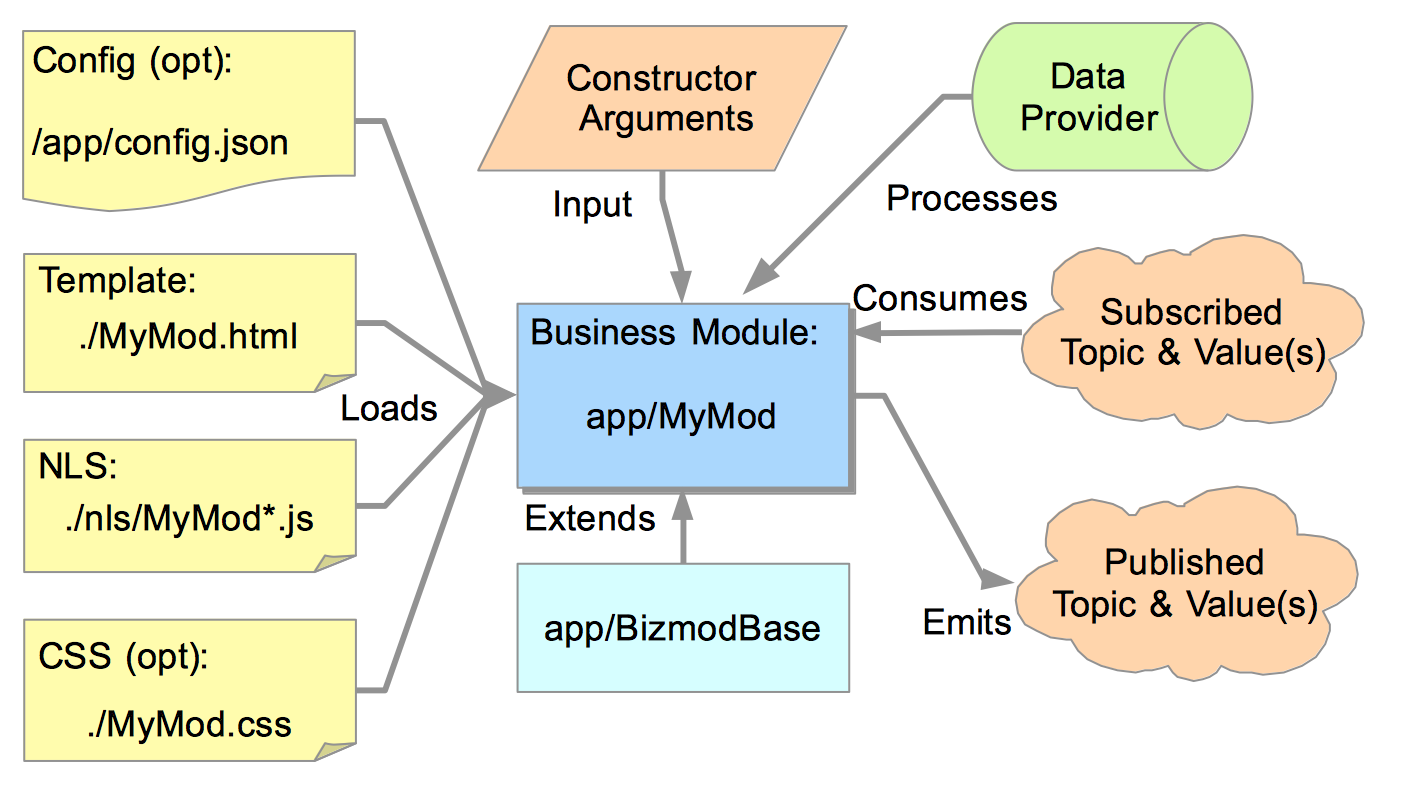 Config (opt):
/app/config.json
Constructor
Arguments
Data
Provider
Input
Processes
Template:
./MyMod.html
Loads
Consumes
Subscribed
Topic & Value(s)
Business Module:
app/MyMod
NLS:
./nls/MyMod*.js
Extends
app/BizmodBase
Published
Topic & Value(s)
Emits
CSS (opt):
./MyMod.css